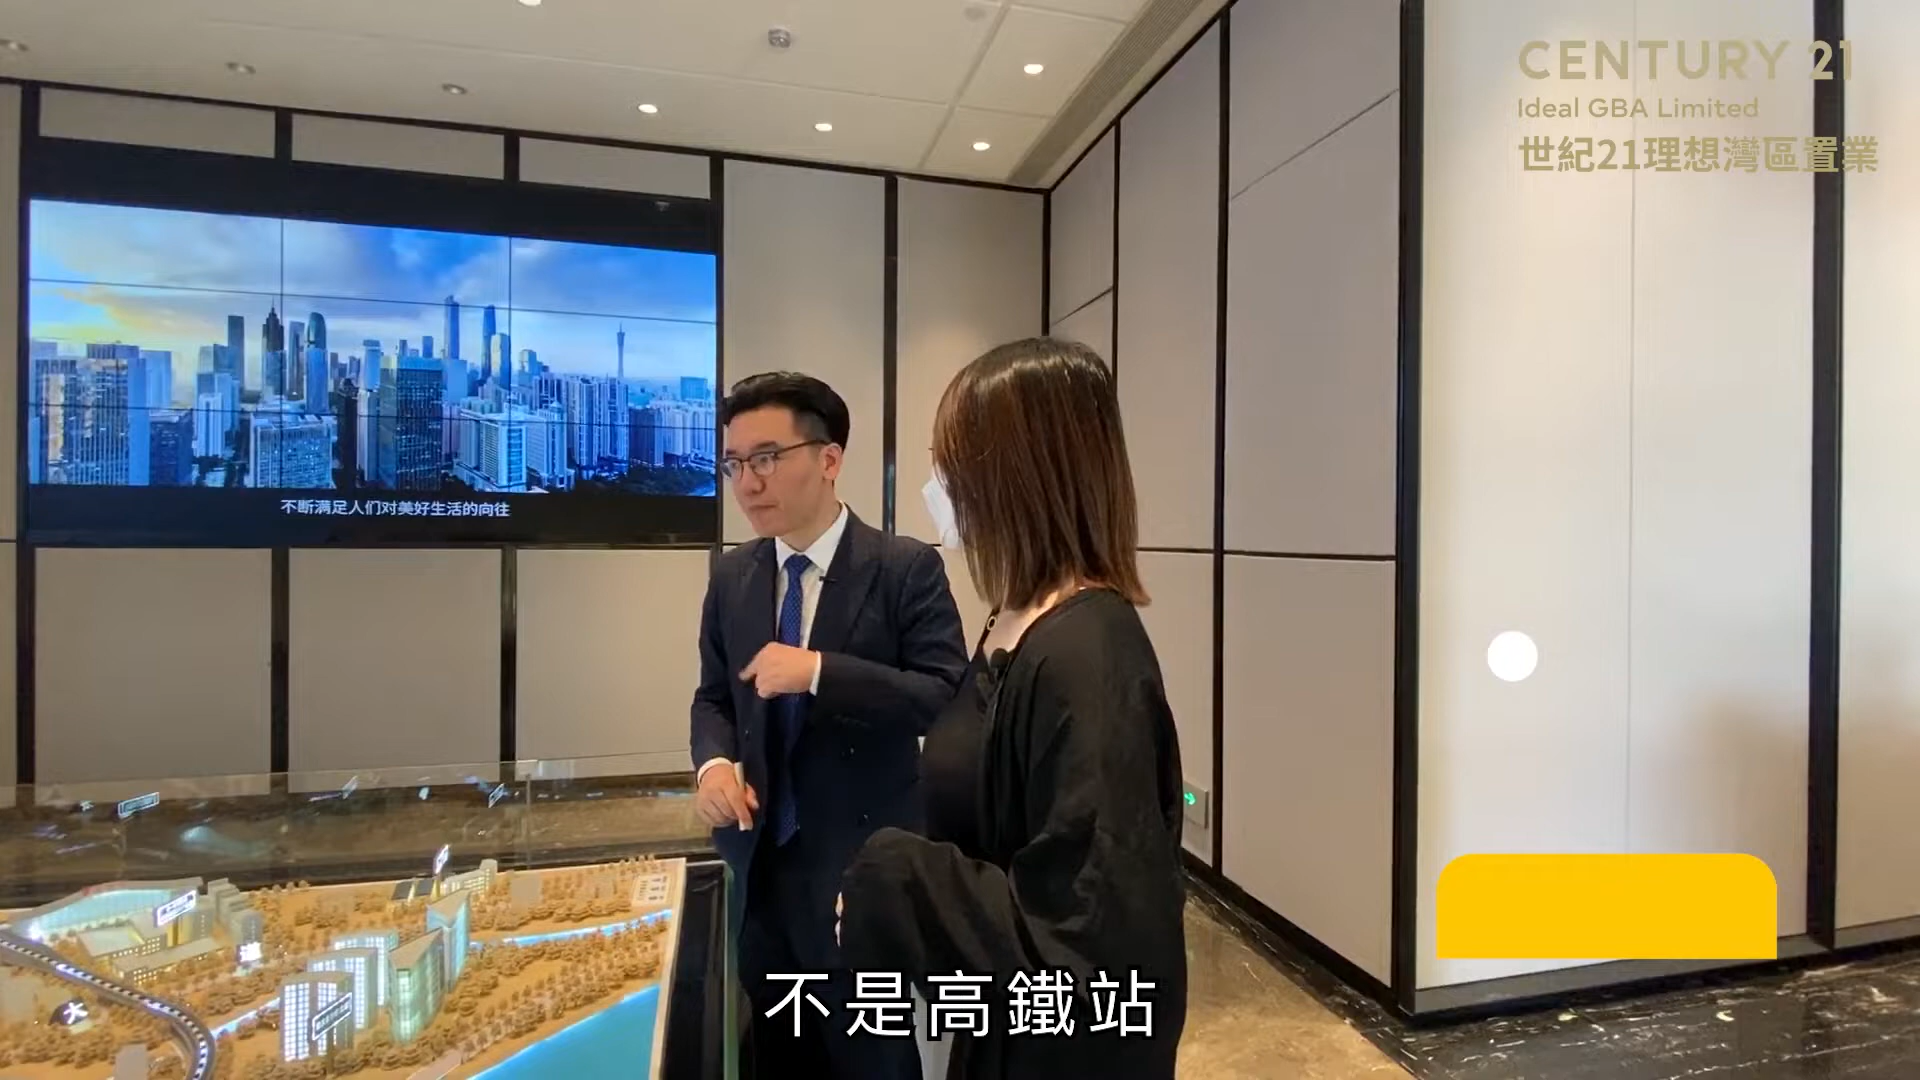 CENTURY 21
Ideal GBA Limited
世紀21理想灣區置業
不断满足人们对美好生活的向往
不是高鐵站